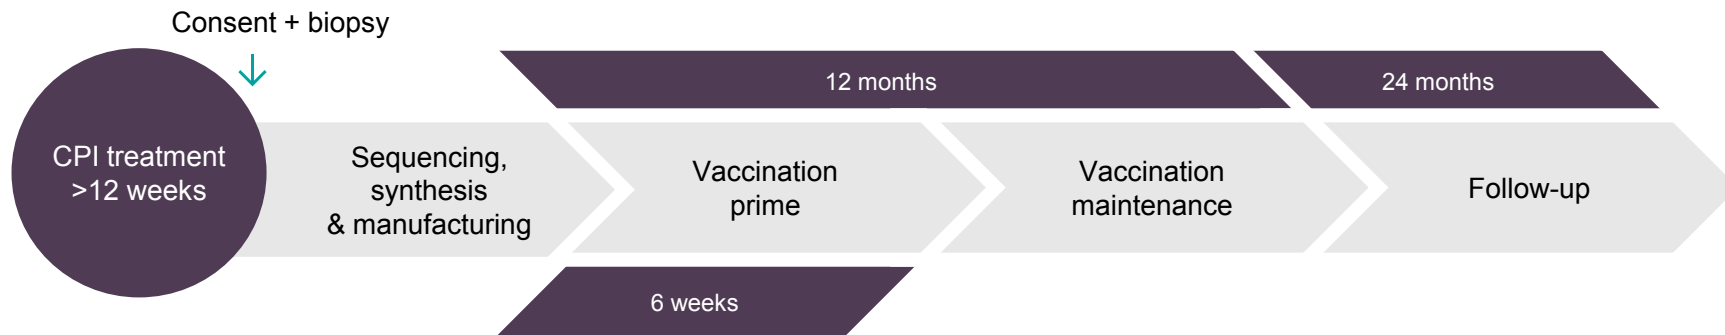 Consent + biopsy
12 months
24 months
CPI treatment
>12 weeks
Sequencing,
synthesis
& manufacturing
Vaccination
prime
Vaccination
maintenance
Follow-up
6 weeks